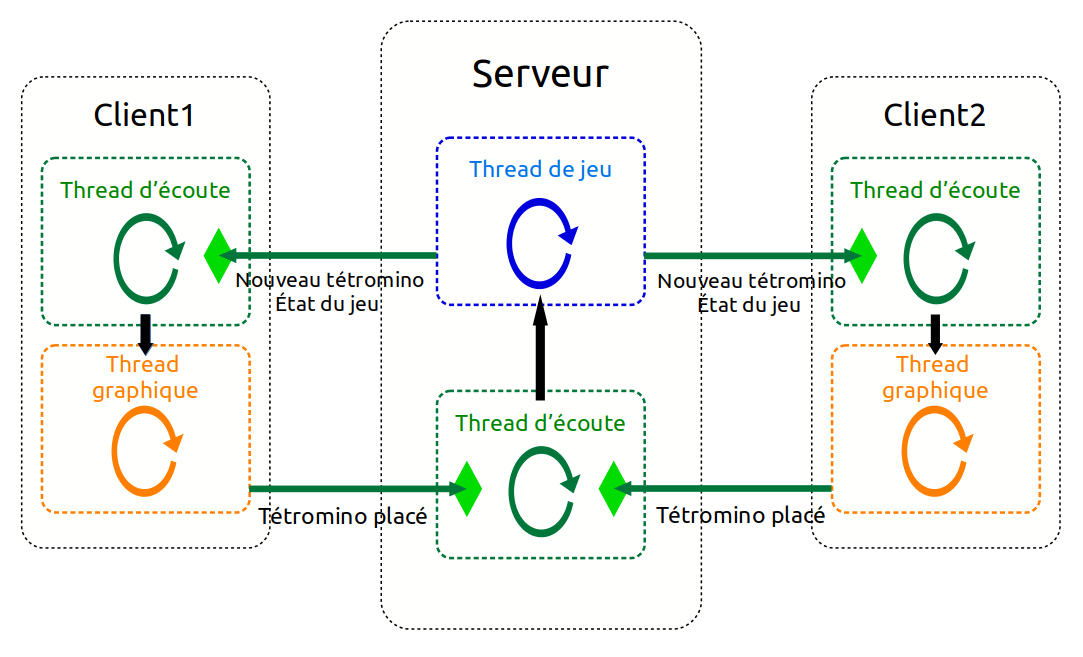 Serveur
Client1
Client2
Thread d'écoute
Thread de jeu
Thread d'écoute
Nouveau tétromino
État du jeu
Nouveau tétromino
État du jeu
Thread
graphique
Thread
graphique
Thread d'écoute
Tétromino placé
Tétromino placé